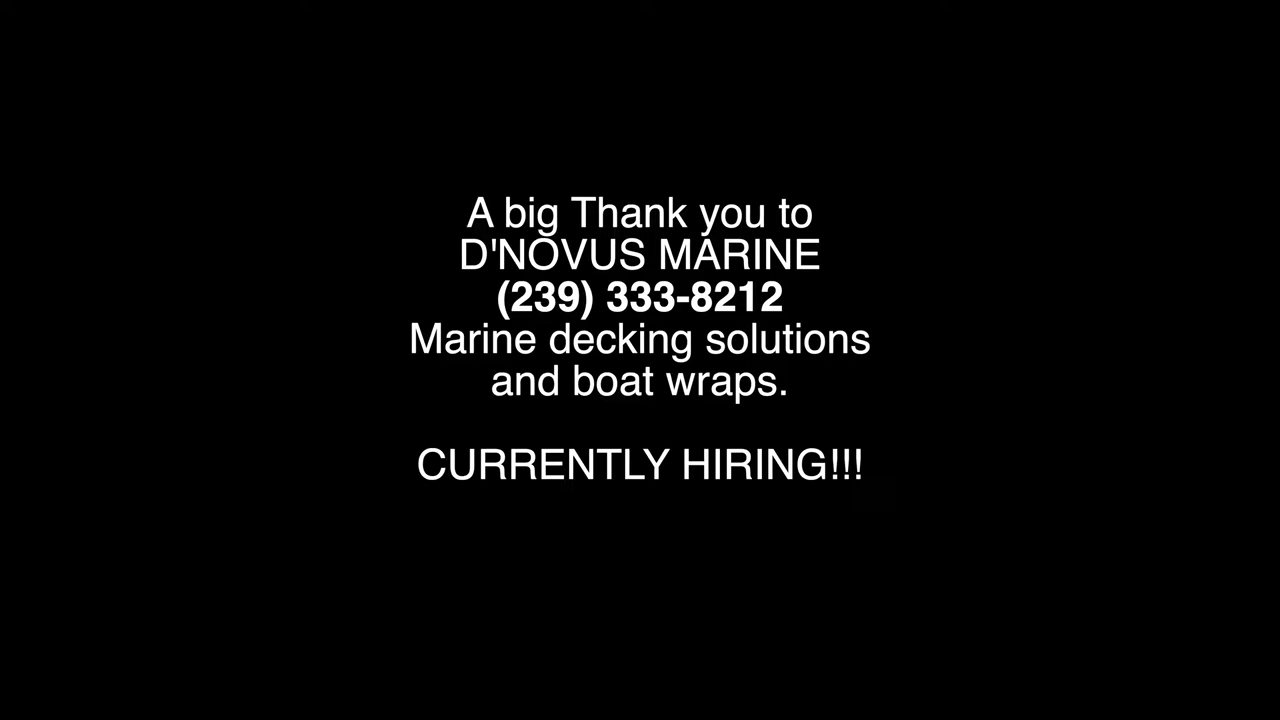 A big Thank you to
D'NOVUS MARINE
(239) 333-8212
Marine decking solutions
and boat wraps.
CURRENTLY HIRING!!!